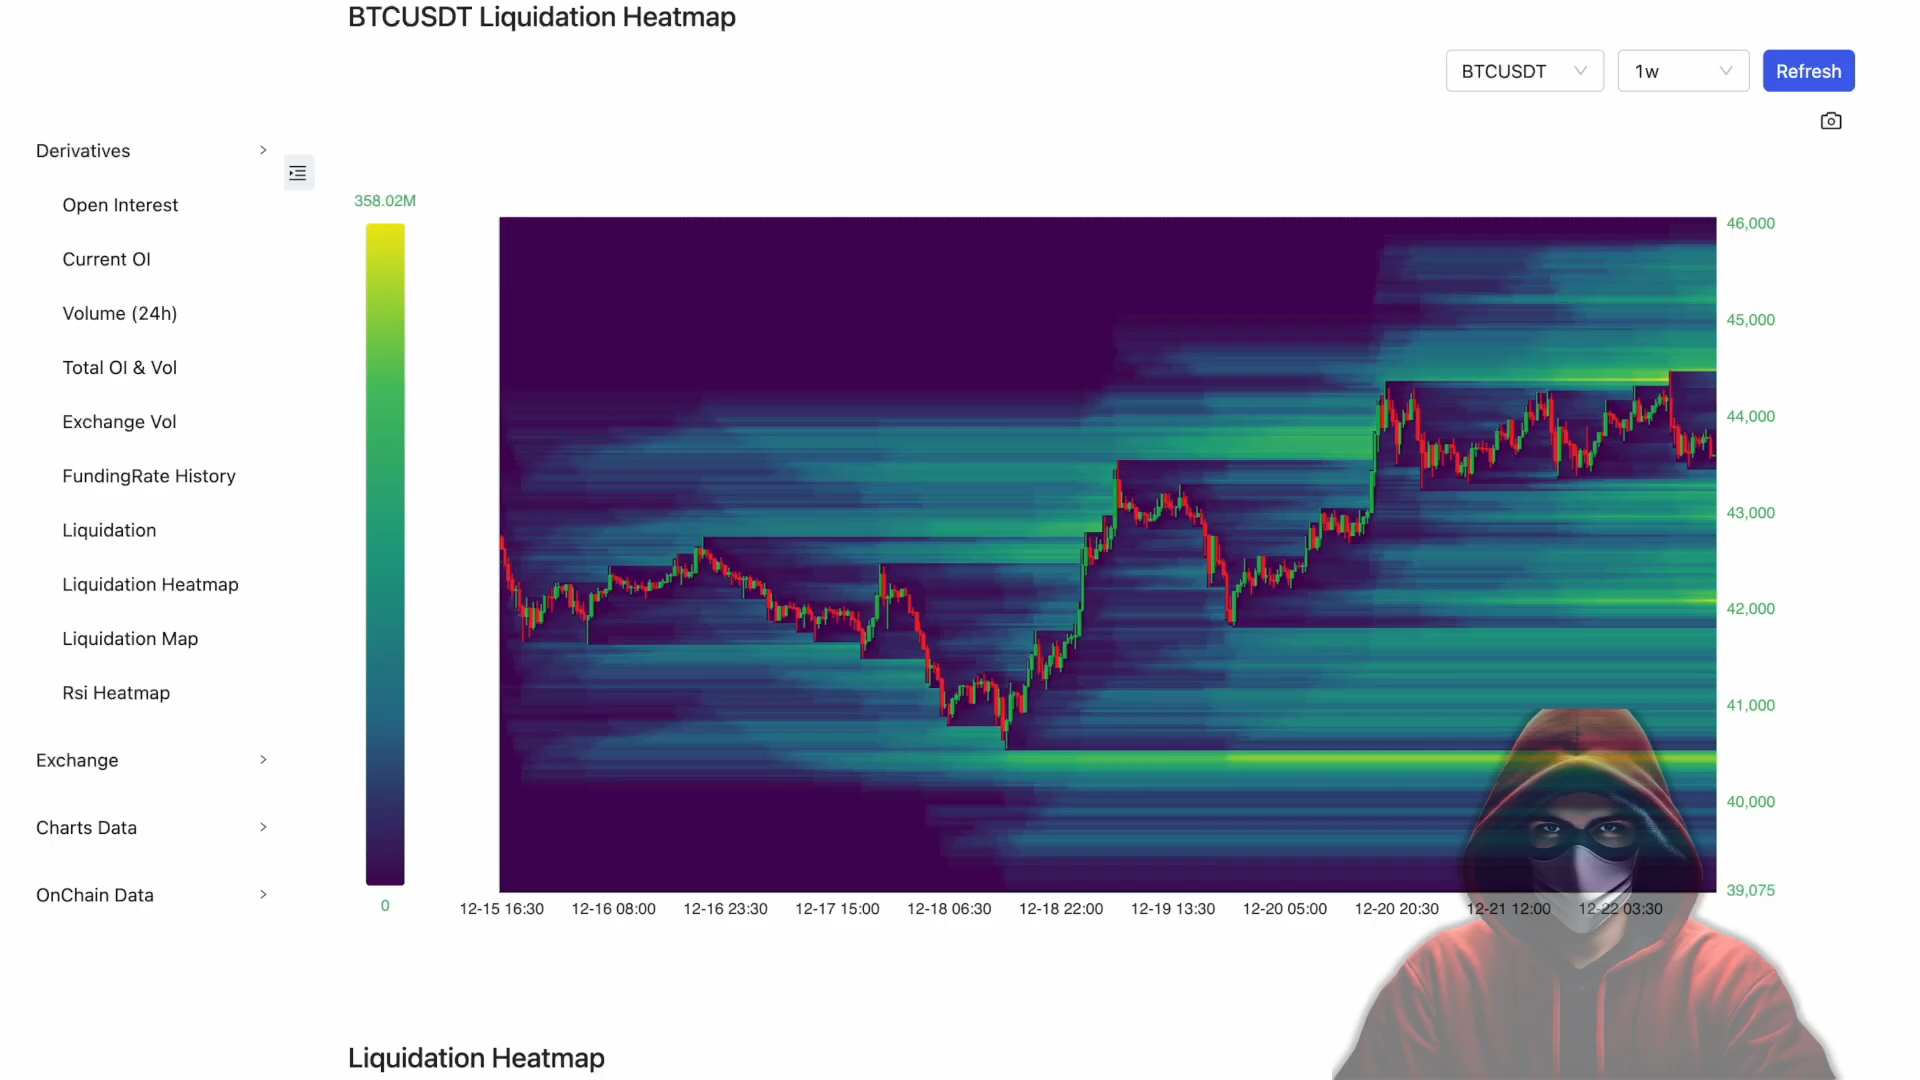 BTCUSDT Liquidation Heatmap
BTCUSDT
1w
Refresh
Derivatives
Open Interest
Current OI
Volume (24h)
Total OI & Vol
Exchange Vol
FundingRate History
Liquidation
Liquidation Heatmap
Liquidation Map
Rsi Heatmap
Exchange
Charts Data
OnChain Data
358.02M
0
46,000
45,000
44,000
43,000
42,000
41,000
40,000
39,075
12-15 16:30 12-16 08:00 12-16 23:30 12-17 15:00 12-18 06:30 12-18 22:00 12-19 13:30 12-20 05:00 12-20 20:30 12-21 12:00 12-22 03:30
Liquidation Heatmap